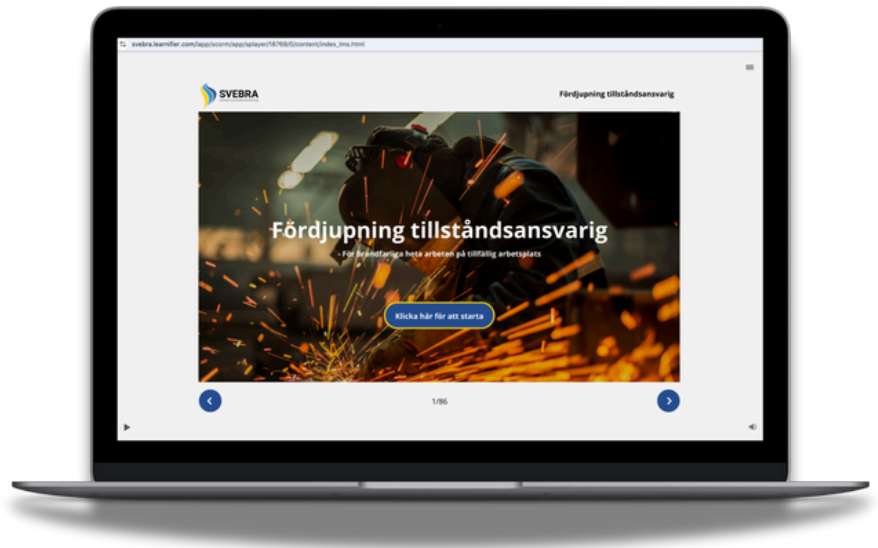 svebra.learnifier.com/lapp/scorm/app/splayer/18769/0/content/index_lms.html
SVEBRA
Fördjupning tillståndsansvarig
Fördjupning tillståndsansvarig
- För brandfarliga heta arbeten på tillfällig arbetsplats
Klicka här för att starta
1/86